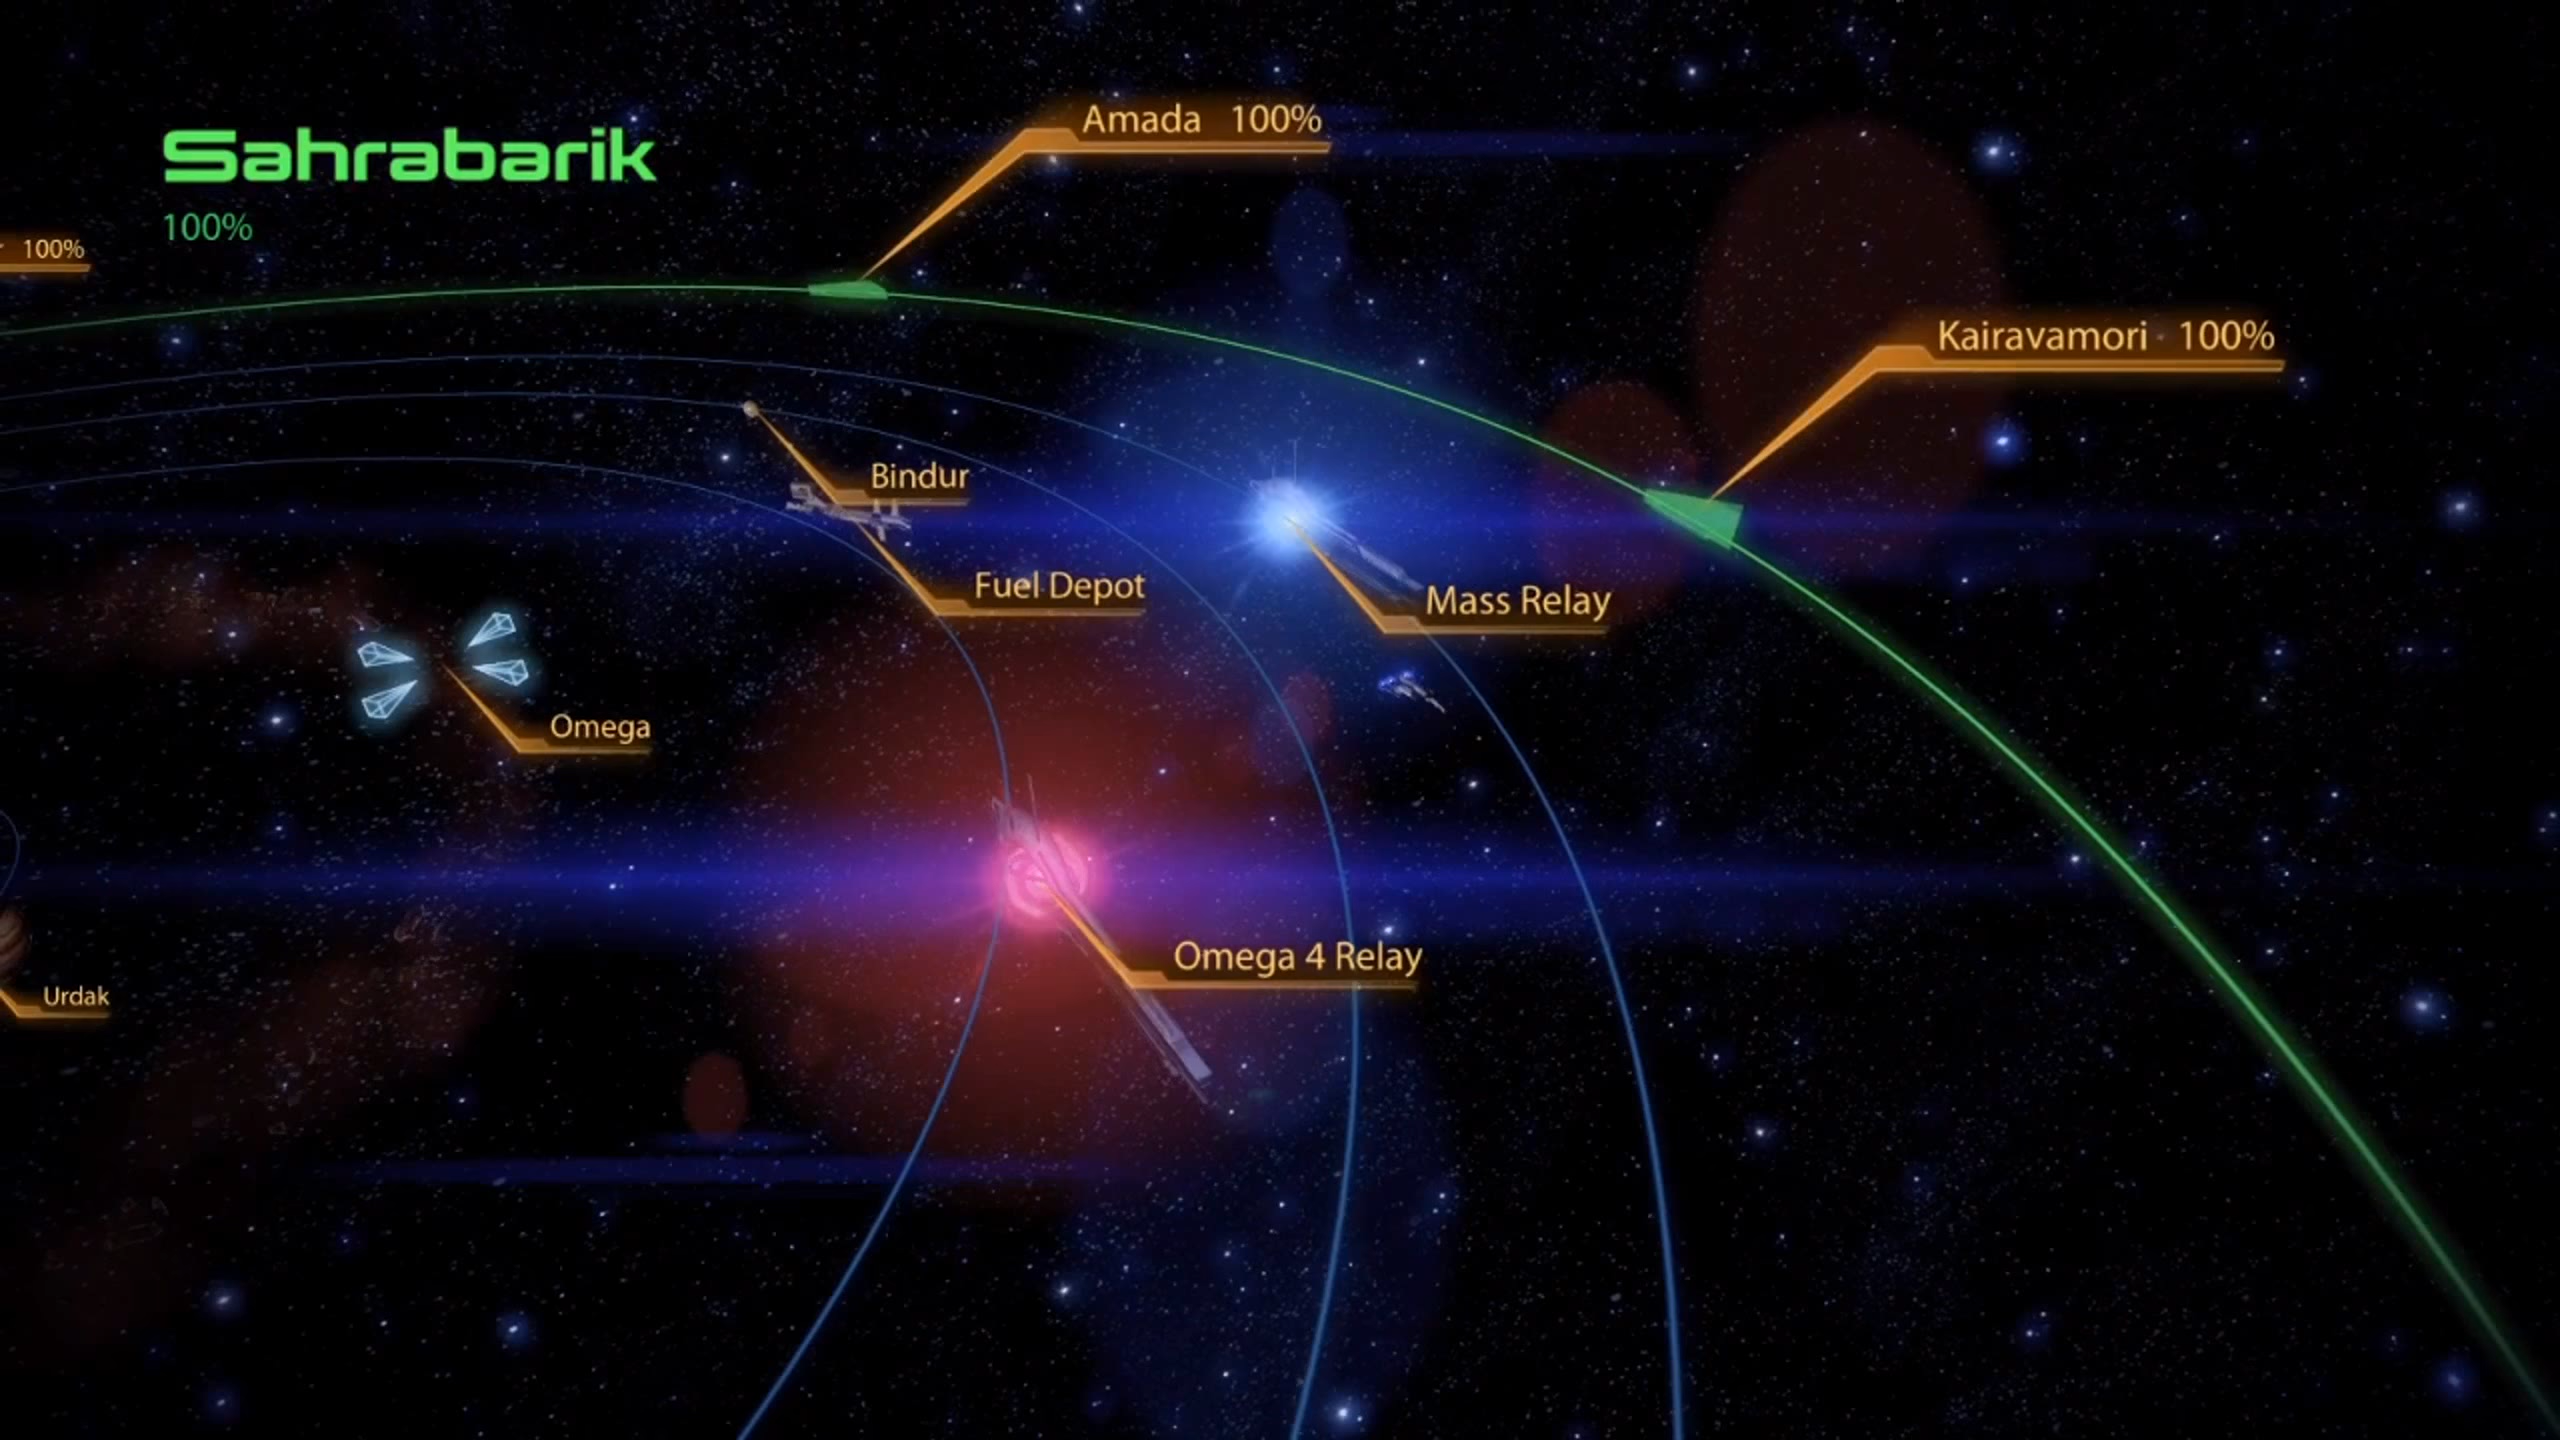 Amada 100%
Sahrabarik
100%
100%
Kairavamori 100%
Bindur
Fuel Depot
Mass Relay
Omega
Omega 4 Relay
Urdak